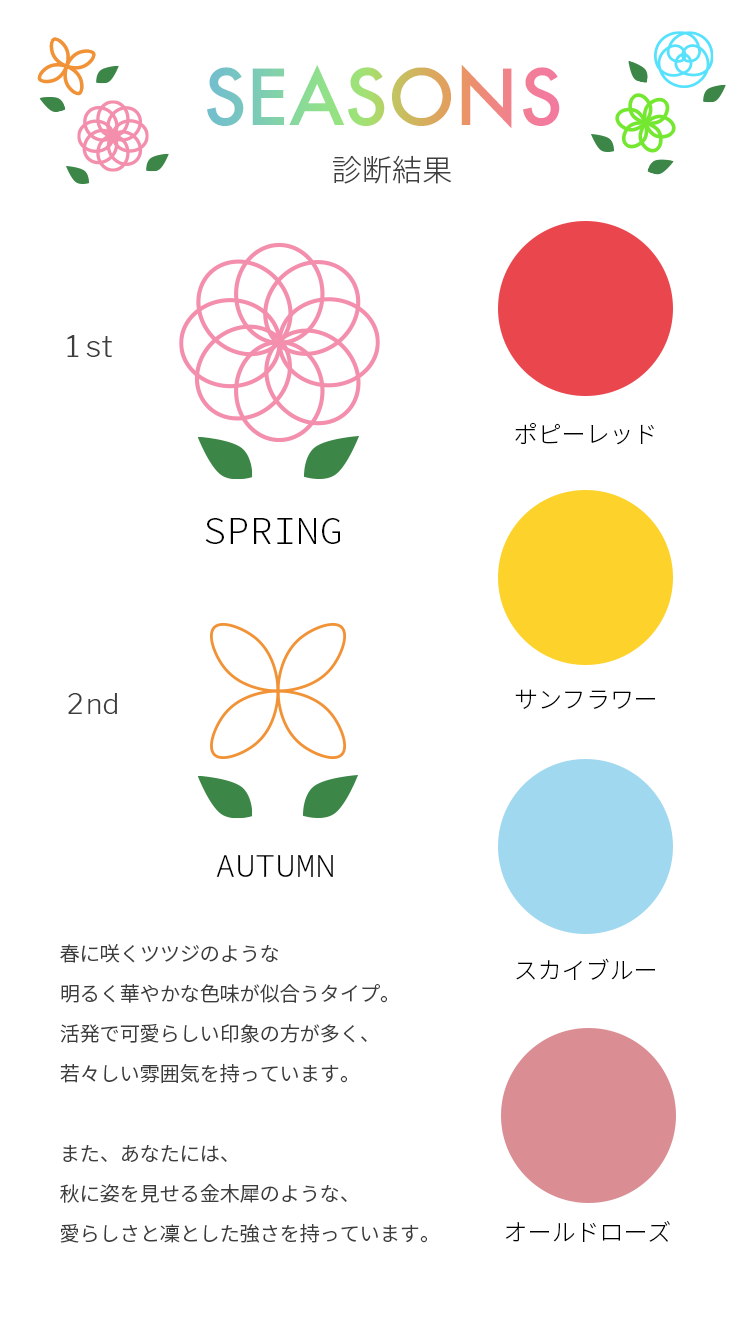 SEASONS
診断結果
1st
SPRING
2nd
AUTUMN
ポピーレッド
サンフラワー
スカイブルー
オールドローズ
春に咲くツツジのような
明るく華やかな色味が似合うタイプ。
活発で可愛らしい印象の方が多く、
若々しい雰囲気を持っています。
また、あなたには、
秋に姿を見せる金木犀のような、
愛らしさと凛とした強さを持っています。